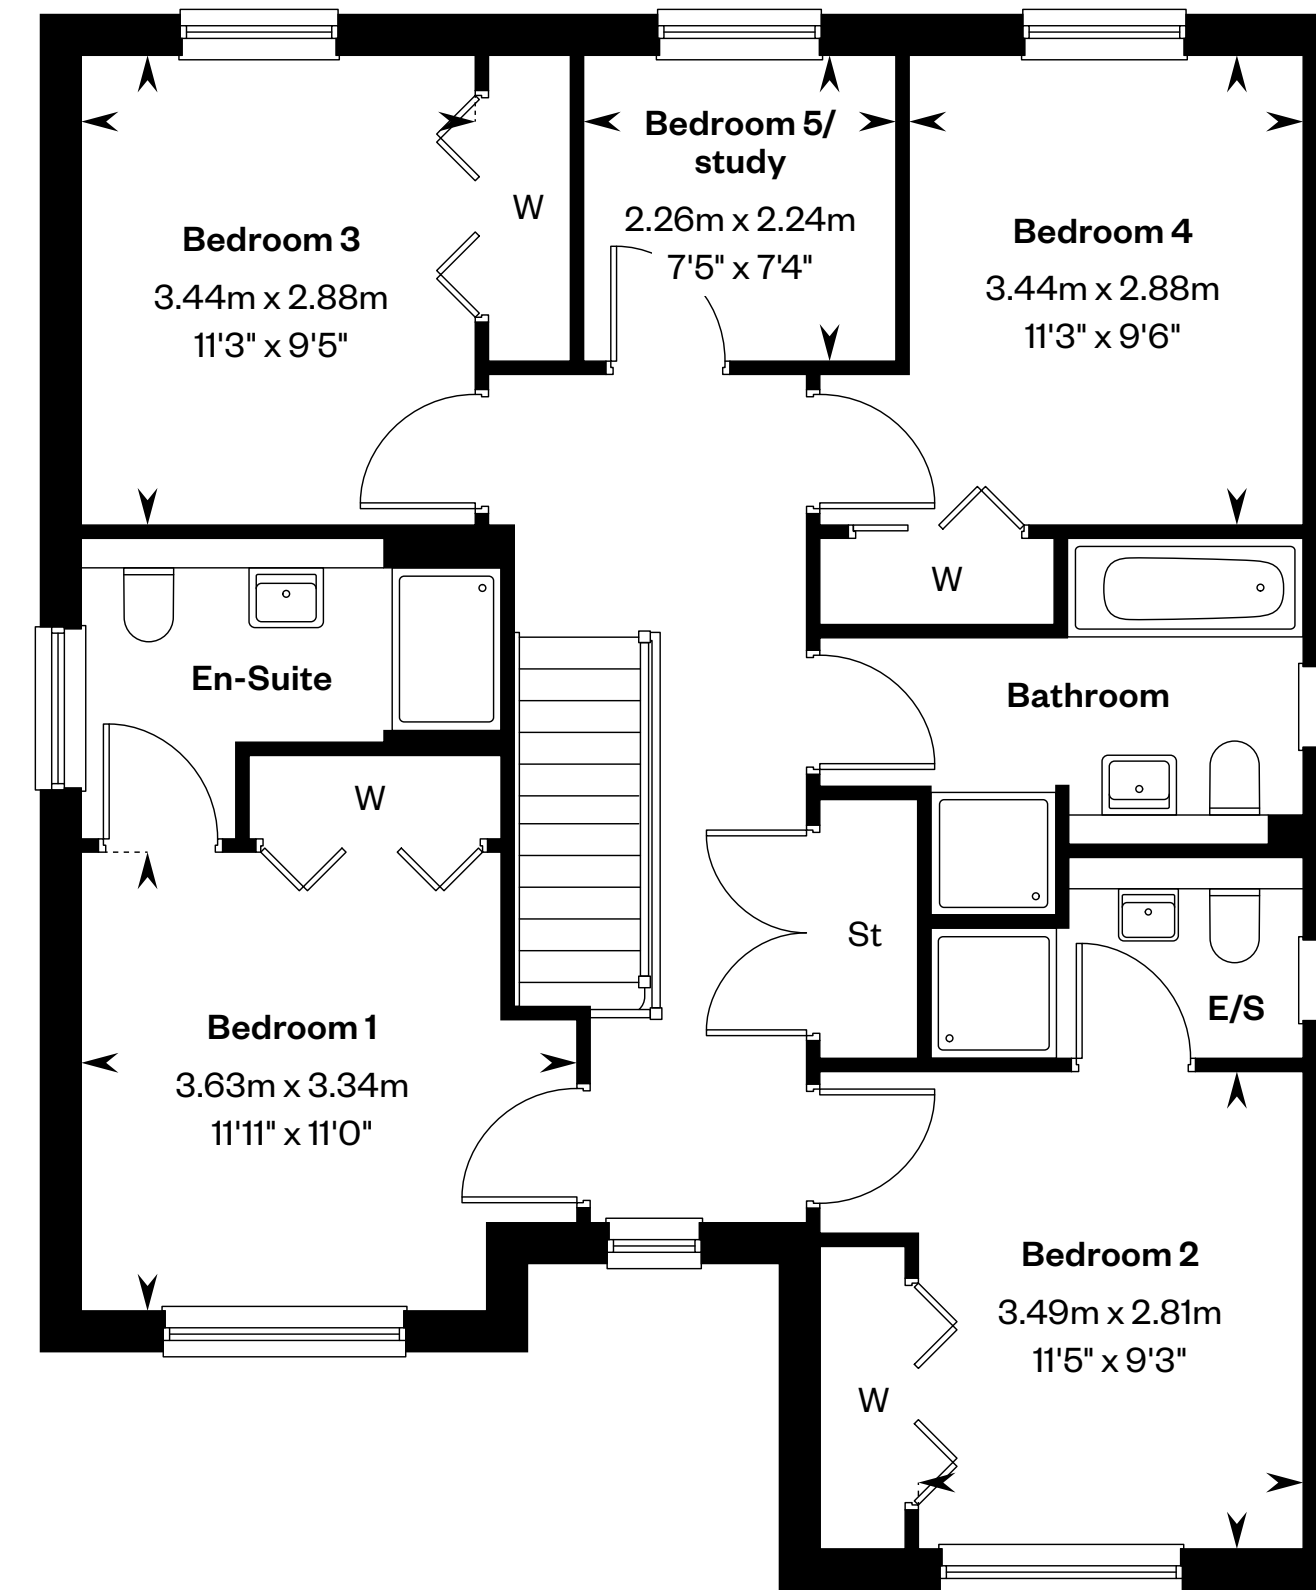 Bedroom 3
3.44m x 2.88m
11'3" x 9'5"
W
Bedroom 5/
study
2.26m x 2.24m
7'5" x 7'4"
Bedroom 4
3.44m x 2.88m
11'3" x 9'6"
W
En-Suite
Bathroom
W
St
E/S
Bedroom 1
3.63m x 3.34m
11'11" x 11'0"
Bedroom 2
3.49m x 2.81m
11'5" x 9'3"
W